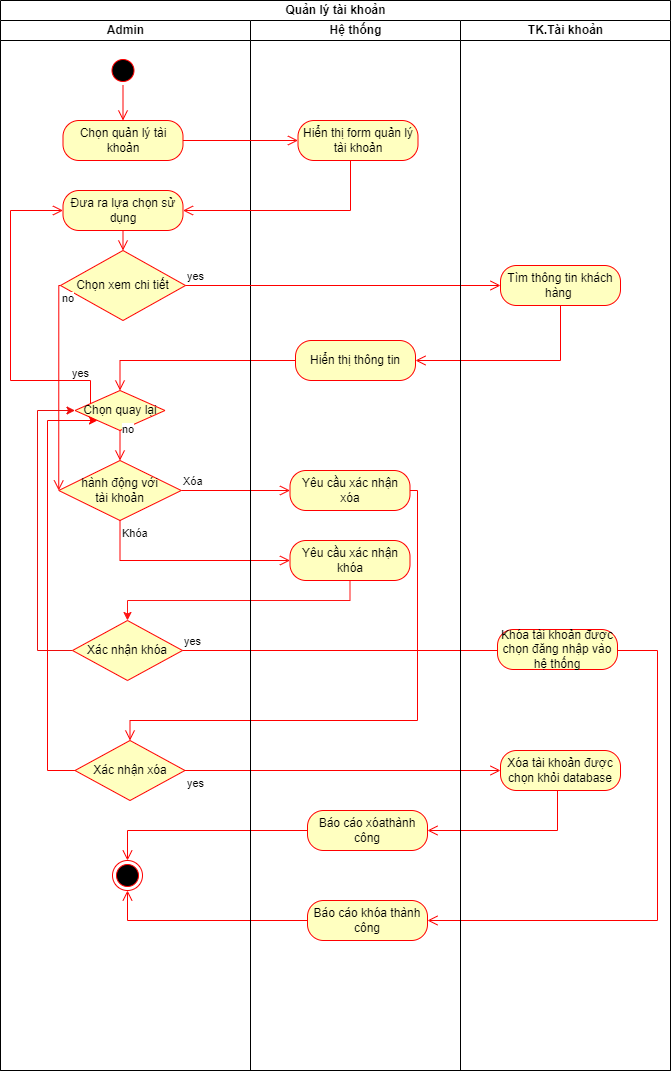 Quản lý tài khoản
Admin
Hệ thống
TK.Tài khoản
Chọn quản lý tài
khoản
Hiển thị form quản lý
tài khoản
Đưa ra lựa chọn sử
dụng
Chọn xem chi tiết
yes
no
Tìm thông tin khách
hàng
Hiển thị thông tin
yes
Chọn quay lại
no
hành động với
tài khoản
Xóa
Yêu cầu xác nhận
xóa
Khóa
Yêu cầu xác nhận
khóa
Xác nhận khóa
yes
Khóa tài khoản được
chọn đăng nhập vào
hệ thống
Xác nhận xóa
yes
Xóa tài khoản được
chọn khỏi database
Báo cáo xóathành
công
Báo cáo khóa thành
công